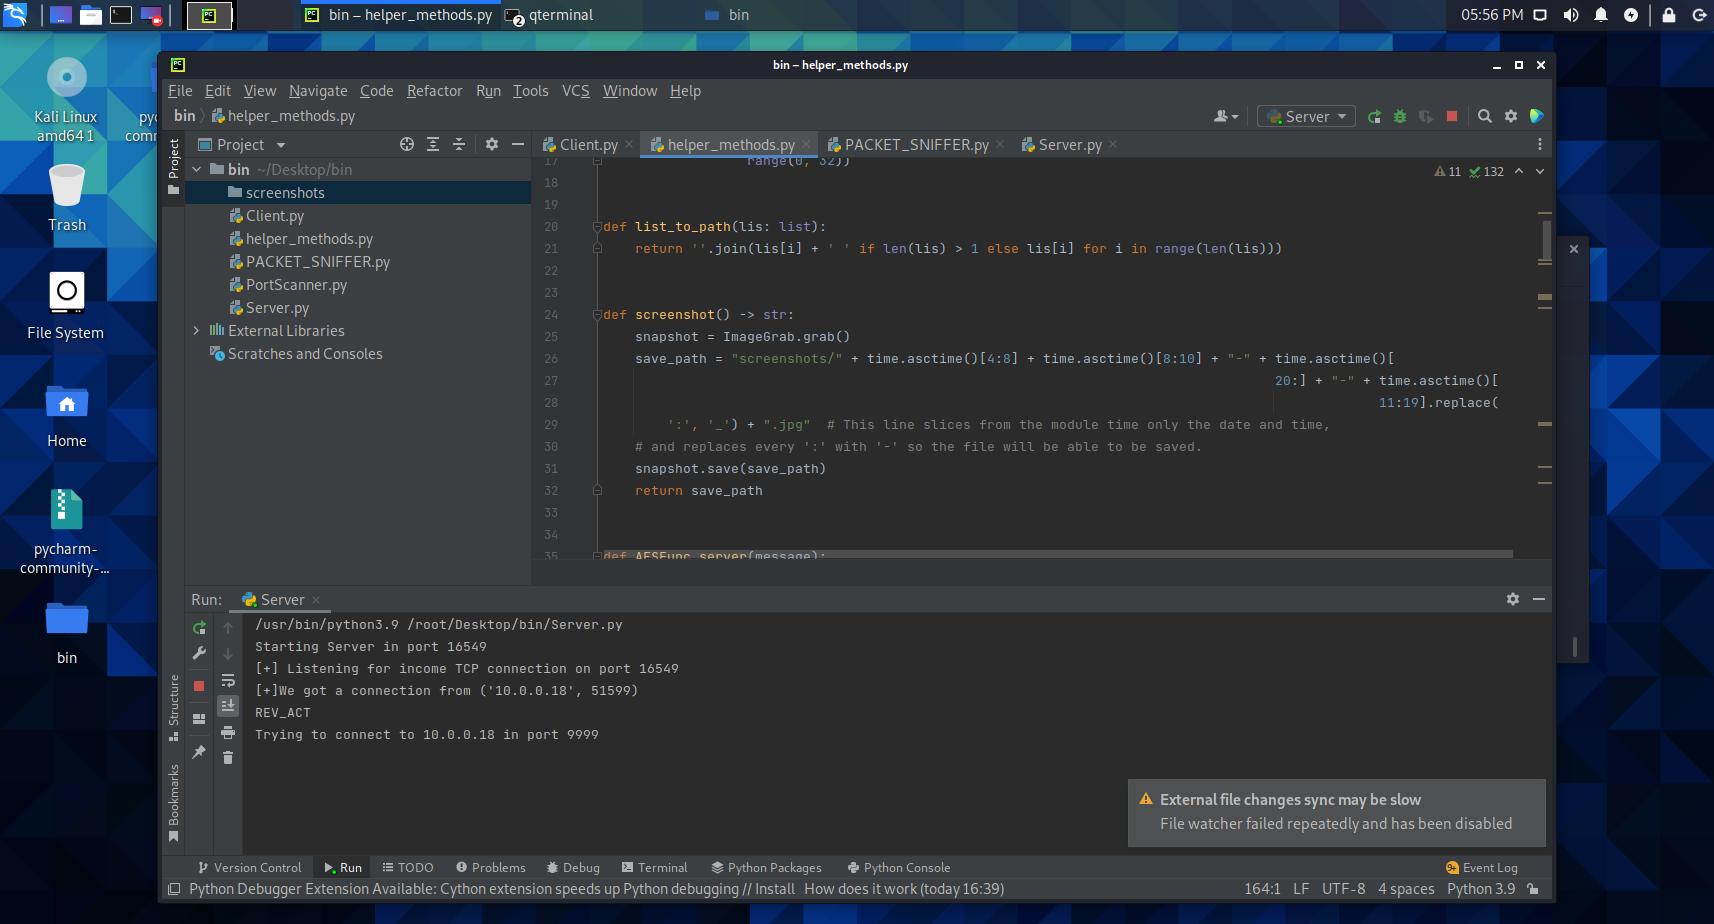 bin – helper_methods.py
2 qterminal
bin
05:56 PM
Kali Linux
amd64 1
Trash
File System
Home
pycharm-
community-...
bin
bin – helper_methods.py
File Edit View Navigate Code Refactor Run Tools VCS Window Help
bin helper_methods.py
Server
Project
Project
Client.py
helper_methods.py
PACKET_SNIFFER.py
Server.py
bin ~/Desktop/bin
screenshots
Client.py
helper_methods.py
PACKET_SNIFFER.py
PortScanner.py
Server.py
External Libraries
Scratches and Consoles
11 132
17 range(0, 32))
18
19
20 def list_to_path(lis: list):
21 return ''.join(lis[i] + ' ' if len(lis) > 1 else lis[i] for i in range(len(lis)))
22
23
24 def screenshot() -> str:
25 snapshot = ImageGrab.grab()
26 save_path = "screenshots/" + time.asctime()[4:8] + time.asctime()[8:10] + "-" + time.asctime()[
27 20:] + "-" + time.asctime()[
28 11:19].replace(
29 ':', '_') + ".jpg"  # This line slices from the module time only the date and time,
30 # and replaces every ':' with '-' so the file will be able to be saved.
31 snapshot.save(save_path)
32 return save_path
33
34
35 def AESFunc_server(message):
Run: Server
/usr/bin/python3.9 /root/Desktop/bin/Server.py
Starting Server in port 16549
[+] Listening for income TCP connection on port 16549
[+]We got a connection from ('10.0.0.18', 51599)
REV_ACT
Trying to connect to 10.0.0.18 in port 9999
Structure
Bookmarks
External file changes sync may be slow
File watcher failed repeatedly and has been disabled
Version Control Run TODO Problems Debug Terminal Python Packages Python Console
9+ Event Log
Python Debugger Extension Available: Cython extension speeds up Python debugging // Install How does it work (today 16:39)
164:1 LF UTF-8 4 spaces Python 3.9